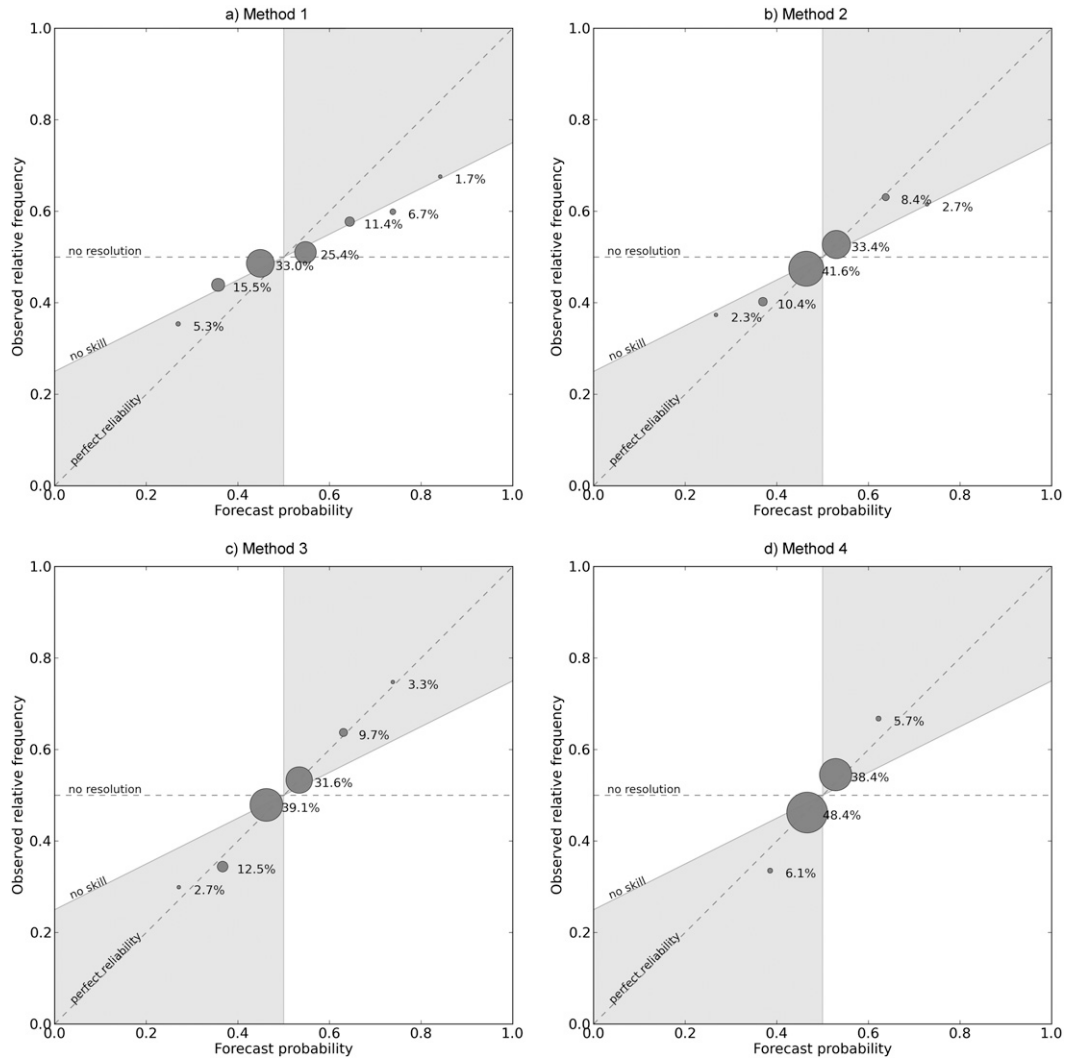 a) Method 1
1.0
0.8
0.6
0.4
0.2
0.0
Observed relative frequency
no resolution
no skill
perfect reliability
1.7%
6.7%
11.4%
25.4%
33.0%
15.5%
5.3%
0.0 0.2 0.4 0.6 0.8 1.0
Forecast probability
b) Method 2
1.0
0.8
0.6
0.4
0.2
0.0
Observed relative frequency
no resolution
no skill
perfect reliability
8.4%
2.7%
33.4%
41.6%
10.4%
2.3%
0.0 0.2 0.4 0.6 0.8 1.0
Forecast probability
c) Method 3
1.0
0.8
0.6
0.4
0.2
0.0
Observed relative frequency
no resolution
no skill
perfect reliability
3.3%
9.7%
31.6%
39.1%
12.5%
2.7%
0.0 0.2 0.4 0.6 0.8 1.0
Forecast probability
d) Method 4
1.0
0.8
0.6
0.4
0.2
0.0
Observed relative frequency
no resolution
no skill
perfect reliability
5.7%
38.4%
48.4%
6.1%
0.0 0.2 0.4 0.6 0.8 1.0
Forecast probability